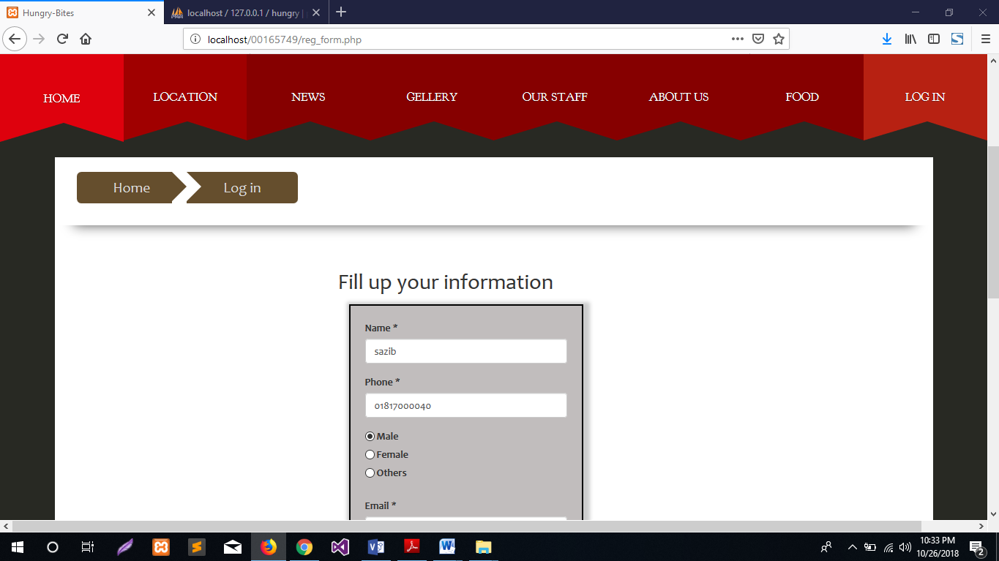 Hungry-Bites
localhost / 127.0.0.1 / hungry |
localhost/00165749/reg_form.php
HOME LOCATION NEWS GELLERY OUR STAFF ABOUT US FOOD LOG IN
Home Log in
Fill up your information
Name *
sazib
Phone *
01817000040
Male
Female
Others
Email *
10:33 PM
10/26/2018
2